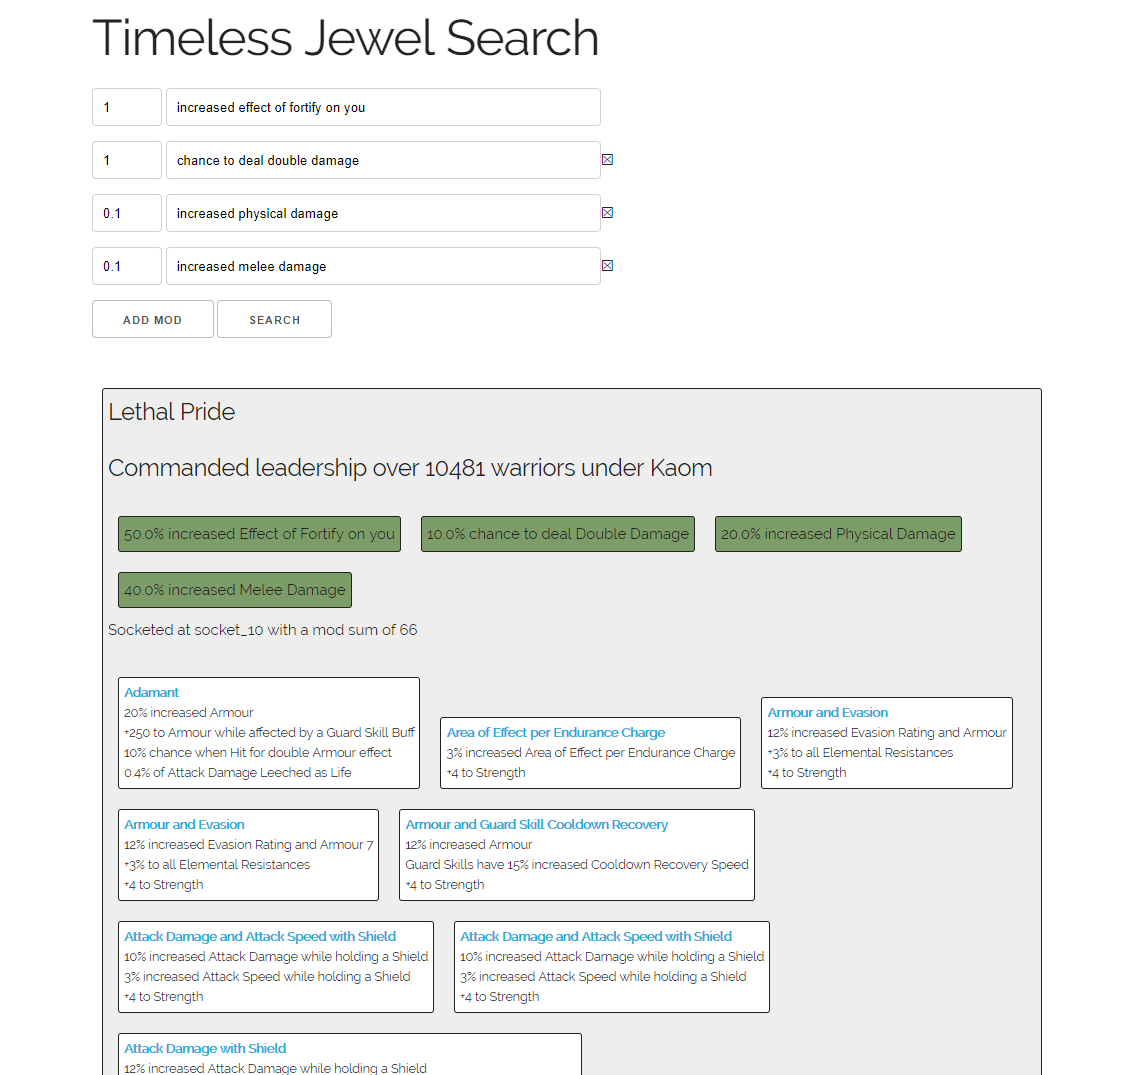 Timeless Jewel Search
1 increased effect of fortify on you
1 chance to deal double damage
0.1 increased physical damage
0.1 increased melee damage
ADD MOD SEARCH
Lethal Pride
Commanded leadership over 10481 warriors under Kaom
50.0% increased Effect of Fortify on you
10.0% chance to deal Double Damage
20.0% increased Physical Damage
40.0% increased Melee Damage
Socketed at socket_10 with a mod sum of 66
Adamant
20% increased Armour
+250 to Armour while affected by a Guard Skill Buff
10% chance when Hit for double Armour effect
0.4% of Attack Damage Leeched as Life
Area of Effect per Endurance Charge
3% increased Area of Effect per Endurance Charge
+4 to Strength
Armour and Evasion
12% increased Evasion Rating and Armour
+3% to all Elemental Resistances
+4 to Strength
Armour and Evasion
12% increased Evasion Rating and Armour 7
+3% to all Elemental Resistances
+4 to Strength
Armour and Guard Skill Cooldown Recovery
12% increased Armour
Guard Skills have 15% increased Cooldown Recovery Speed
+4 to Strength
Attack Damage and Attack Speed with Shield
10% increased Attack Damage while holding a Shield
3% increased Attack Speed while holding a Shield
+4 to Strength
Attack Damage and Attack Speed with Shield
10% increased Attack Damage while holding a Shield
3% increased Attack Speed while holding a Shield
+4 to Strength
Attack Damage with Shield
12% increased Attack Damage while holding a Shield